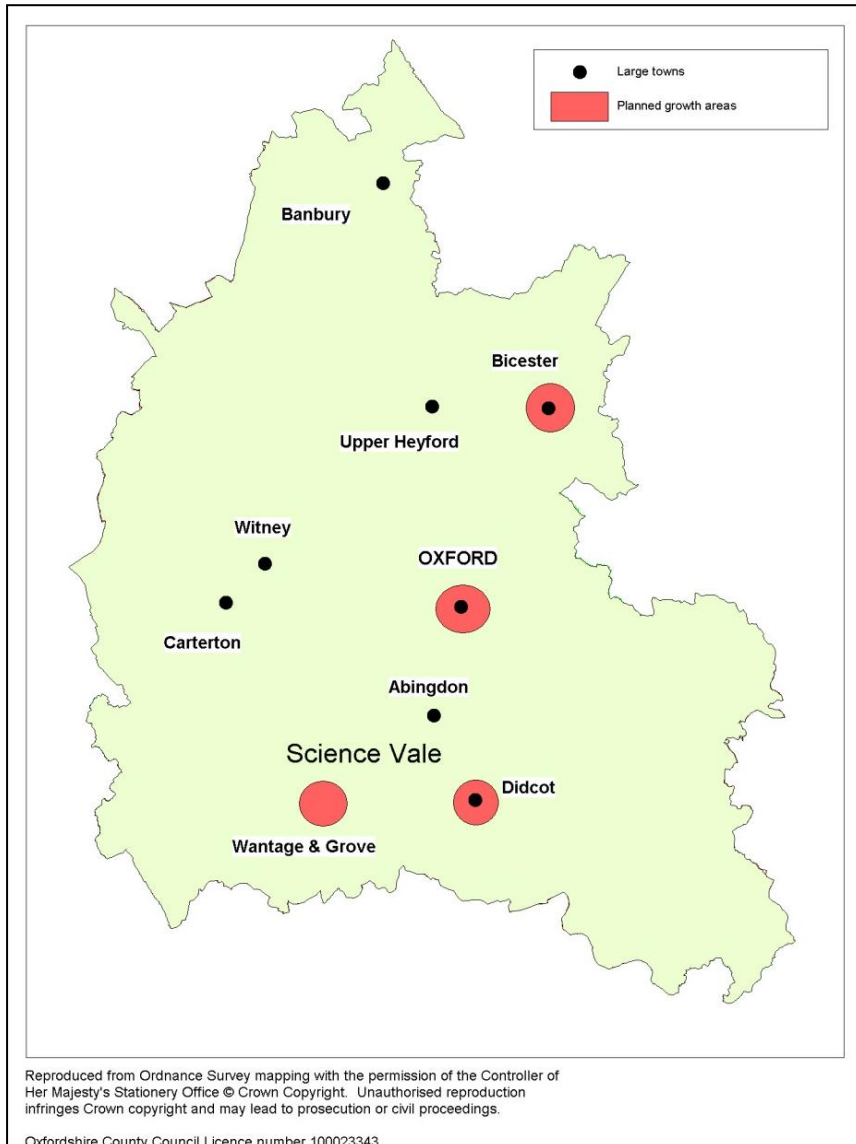 Large towns
Planned growth areas
Banbury
Bicester
Upper Heyford
Witney
OXFORD
Carterton
Abingdon
Science Vale
Didcot
Wantage & Grove
Reproduced from Ordnance Survey mapping with the permission of the Controller of
Her Majesty's Stationery Office © Crown Copyright. Unauthorised reproduction
infringes Crown copyright and may lead to prosecution or civil proceedings.
Oxfordshire County Council Licence number 100023343